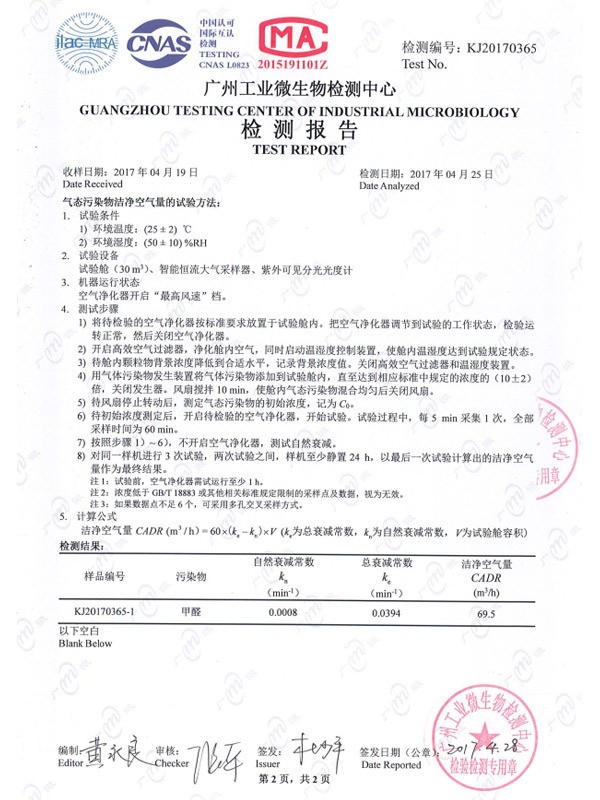 ilac-MRA
CNAS
中国认可
国际互认
检测
TESTING
CNAS L0823
MA
2015191101Z
检测编号: KJ20170365
Test No.
广州工业微生物检测中心
GUANGZHOU TESTING CENTER OF INDUSTRIAL MICROBIOLOGY
检 测 报 告
TEST REPORT
收样日期: 2017 年 04 月 19 日
Date Received
检测日期: 2017 年 04 月 25 日
Date Analyzed
气态污染物洁净空气量的试验方法:
1. 试验条件
1) 环境温度: (25 ± 2) ℃
2) 环境湿度: (50 ± 10) %RH
2. 试验设备
试验舱（30 m³）、智能恒流大气采样器、紫外可见分光光度计
3. 机器运行状态
空气净化器开启“最高风速”档。
4. 测试步骤
1) 将待检验的空气净化器按标准要求放置于试验舱内。把空气净化器调节到试验的工作状态，检验运
转正常，然后关闭空气净化器。
2) 开启高效空气过滤器，净化舱内空气，同时启动温湿度控制装置，使舱内温湿度达到试验规定状态。
3) 待舱内颗粒物背景浓度降低到合适水平，记录背景浓度值。关闭高效空气过滤器和温湿度装置。
4) 用气体污染物发生装置将气体污染物添加到试验舱内，直至达到相应标准中规定的浓度的（10±2）
倍，关闭发生器。风扇搅拌 10 min，使舱内气态污染物混合均匀后关闭风扇。
5) 待风扇停止转动后，测定气态污染物的初始浓度，记为 C₀。
6) 待初始浓度测定后，开启待检验的空气净化器，开始试验。试验过程中，每 5 min 采集 1 次，全部
采样时间为 60 min。
7) 按照步骤 1）~ 6)，不开启空气净化器，测试自然衰减。
8) 对同一样机进行 3 次试验，两次试验之间，样机至少静置 24 h，以最后一次试验计算出的洁净空气
量作为最终结果。
注 1：试验前，空气净化器需试运行至少 1 h。
注 2：浓度低于 GB/T 18883 或其他相关标准规定限制的采样点及数据，视为无效。
注 3：如果数据点不足 6 个，可采用多孔交叉采样方式。
5. 计算公式
洁净空气量 CADR (m³ / h) = 60×(kₑ − kₙ)×V (kₑ为总衰减常数，kₙ为自然衰减常数，V为试验舱容积)
检测结果:
样品编号 污染物 自然衰减常数 kₙ (min⁻¹) 总衰减常数 kₑ (min⁻¹) 洁净空气量 CADR (m³/h)
KJ20170365-1 甲醛 0.0008 0.0394 69.5
以下空白
Blank Below
编制: 黄永良
Editor
审核:
Checker
签发:
Issuer
签发日期（公章）: 2017.4.28
Date Reported
广州工业微生物检测中心
检验检测专用章
第 2 页，共 2 页